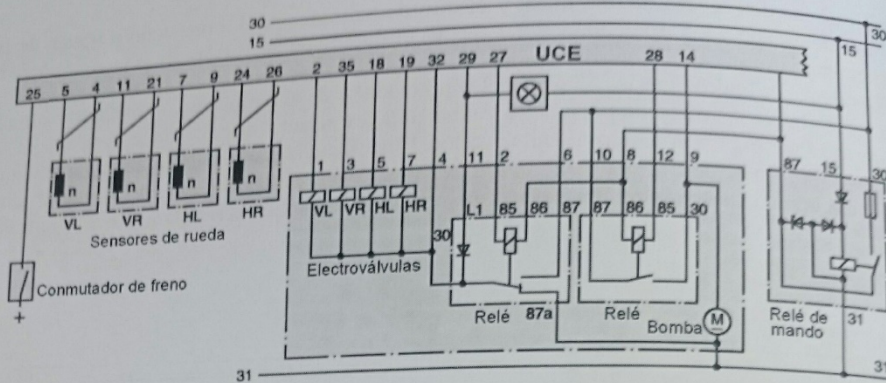 30
30
15
15
UCE
25 5 4 11 21 7 9 24 26 2 35 18 19 32 29 27 28 14
1 3 5 7 4 11 2 6 10 8 12 9 87 15 30
n n n n
VL VR HL HR
VL VR HL HR
L1 85 86 87 87 86 85 30
Sensores de rueda
30
Electroválvulas
Conmutador de freno
+
Relé 87a Relé
Bomba M
Relé de mando 31
31
31